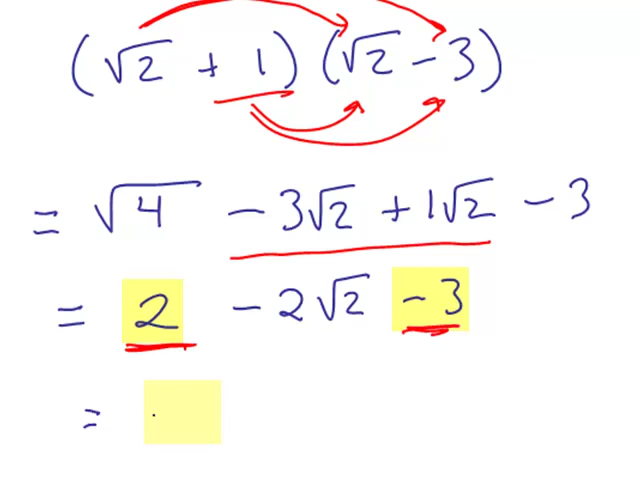 (√2 + 1)(√2 - 3)
= √4 - 3√2 + 1√2 - 3
= 2 - 2√2 - 3
=